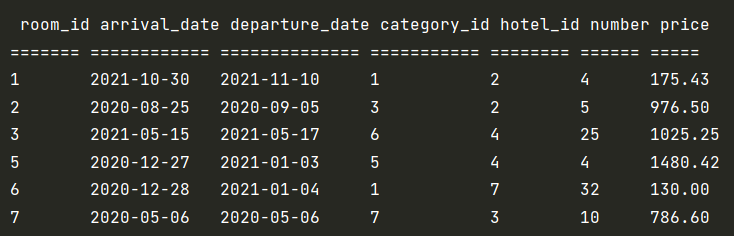 room_id arrival_date departure_date category_id hotel_id number price
======= ============ ============== =========== ======== ====== =====
1 2021-10-30 2021-11-10 1 2 4 175.43
2 2020-08-25 2020-09-05 3 2 5 976.50
3 2021-05-15 2021-05-17 6 4 25 1025.25
5 2020-12-27 2021-01-03 5 4 4 1480.42
6 2020-12-28 2021-01-04 1 7 32 130.00
7 2020-05-06 2020-05-06 7 3 10 786.60